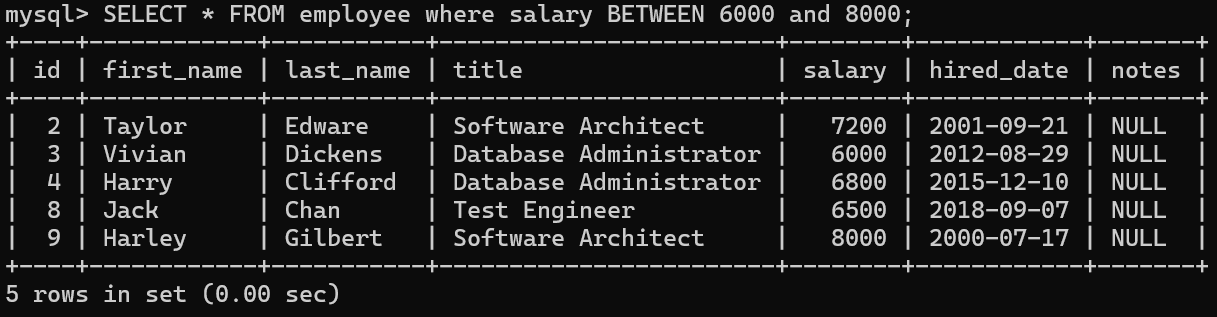 mysql> SELECT * FROM employee where salary BETWEEN 6000 and 8000;
+----+------------+-----------+------------------------+--------+------------+-------+
| id | first_name | last_name | title                  | salary | hired_date | notes |
+----+------------+-----------+------------------------+--------+------------+-------+
|  2 | Taylor     | Edware    | Software Architect     |   7200 | 2001-09-21 | NULL  |
|  3 | Vivian     | Dickens   | Database Administrator |   6000 | 2012-08-29 | NULL  |
|  4 | Harry      | Clifford  | Database Administrator |   6800 | 2015-12-10 | NULL  |
|  8 | Jack       | Chan      | Test Engineer          |   6500 | 2018-09-07 | NULL  |
|  9 | Harley     | Gilbert   | Software Architect     |   8000 | 2000-07-17 | NULL  |
+----+------------+-----------+------------------------+--------+------------+-------+
5 rows in set (0.00 sec)